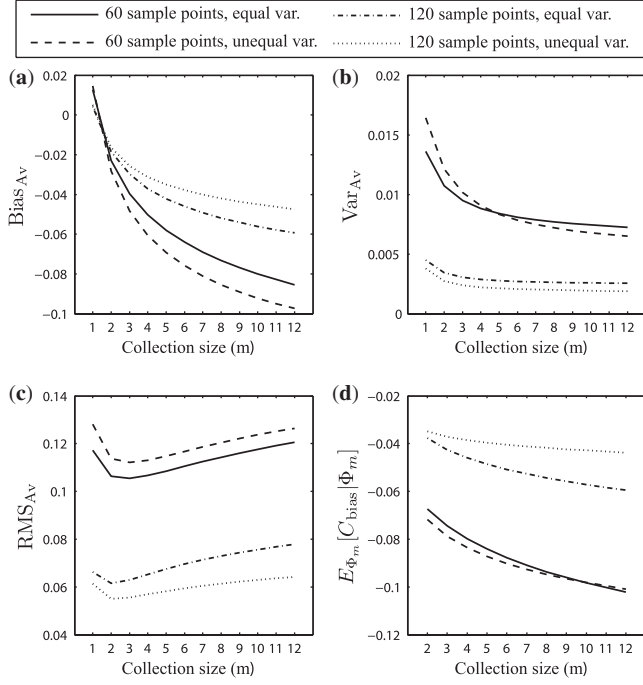 60 sample points, equal var. 120 sample points, equal var.
60 sample points, unequal var. 120 sample points, unequal var.
(a)
0.02
0
−0.02
−0.04
−0.06
−0.08
−0.1
Bias_Av
1 2 3 4 5 6 7 8 9 10 11 12
Collection size (m)
(b)
0.02
0.015
0.01
0.005
0
Var_Av
1 2 3 4 5 6 7 8 9 10 11 12
Collection size (m)
(c)
0.14
0.12
0.1
0.08
0.06
0.04
RMS_Av
1 2 3 4 5 6 7 8 9 10 11 12
Collection size (m)
(d)
−0.02
−0.04
−0.06
−0.08
−0.1
−0.12
E_Φ_m[C_bias|Φ_m]
2 3 4 5 6 7 8 9 10 11 12
Collection size (m)